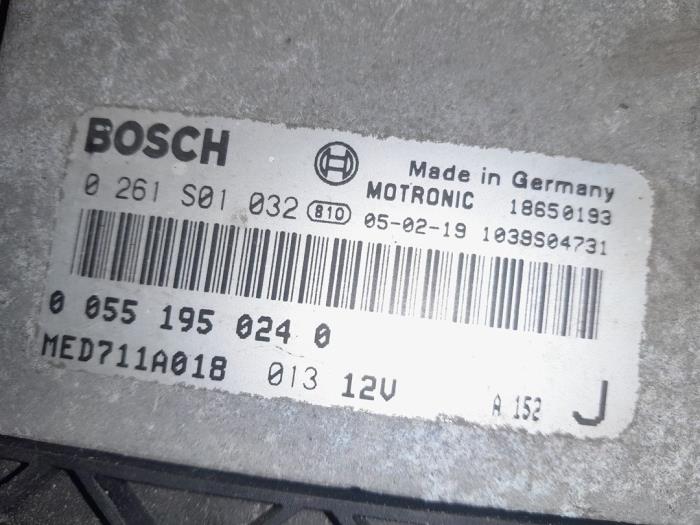 BOSCH
Made in Germany
0 261 S01 032 810 MOTRONIC 18650193
05-02-19 1039S04731
0 055 195 024 0
MED711A018 013 12V A 152 J